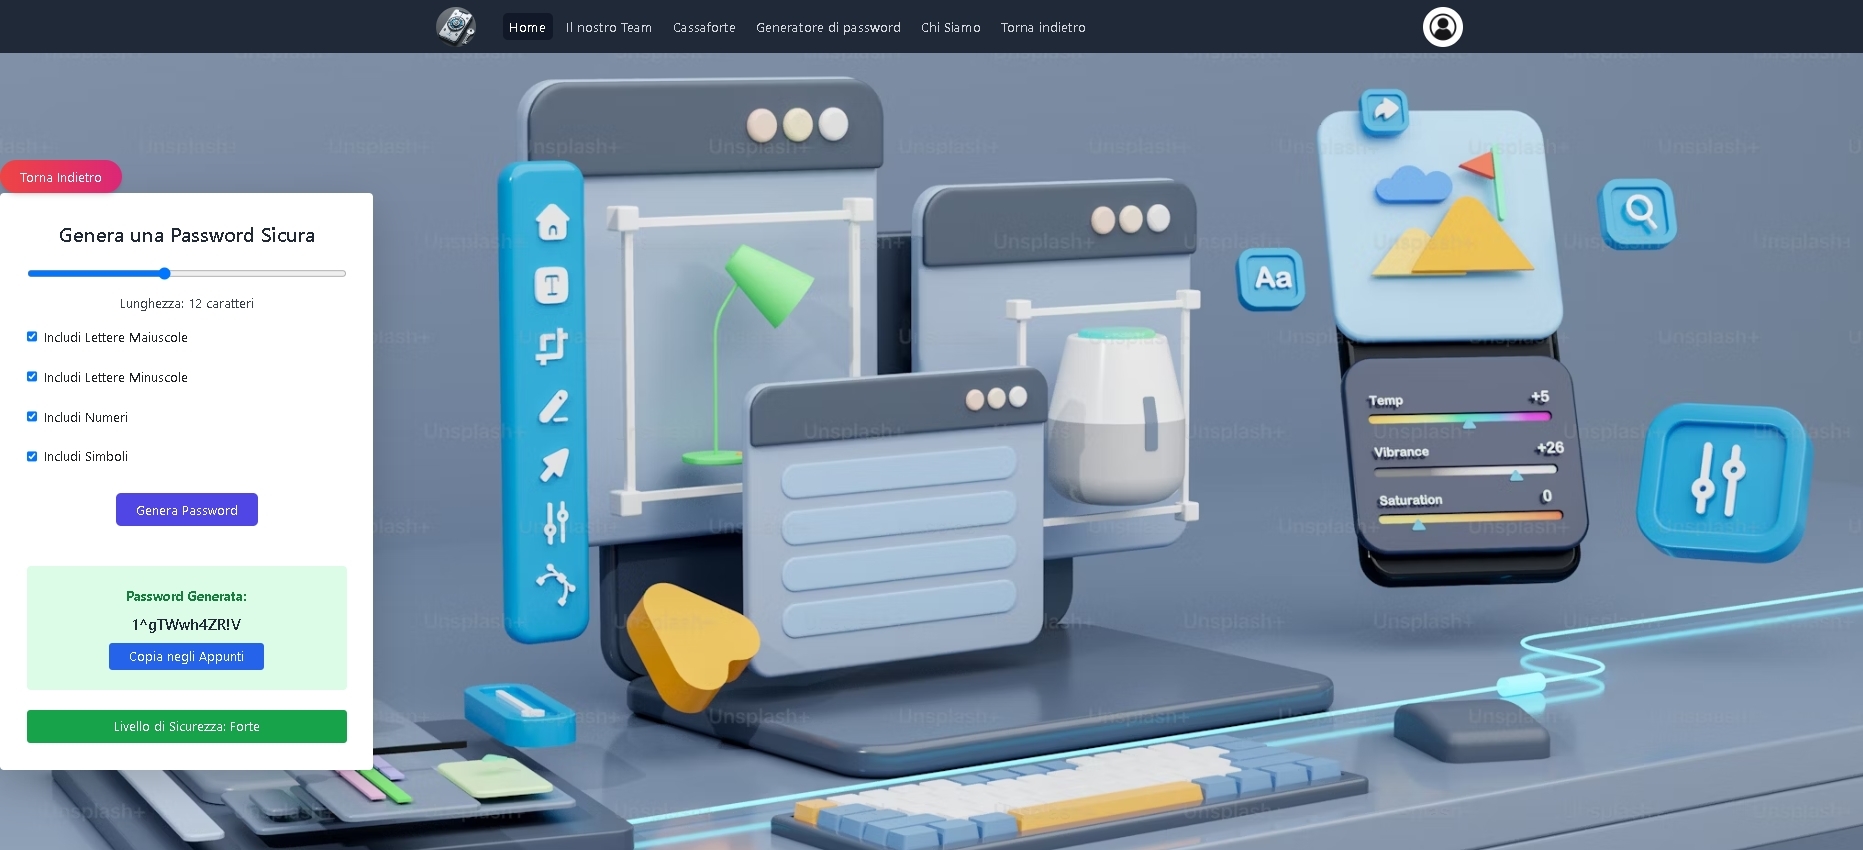 Home Il nostro Team Cassaforte Generatore di password Chi Siamo Torna indietro
Torna Indietro
Genera una Password Sicura
Lunghezza: 12 caratteri
Includi Lettere Maiuscole
Includi Lettere Minuscole
Includi Numeri
Includi Simboli
Genera Password
Password Generata:
1^gTWwh4ZR!V
Copia negli Appunti
Livello di Sicurezza: Forte
T
Aa
Temp +5
Vibrance +26
Saturation 0
Unsplash+